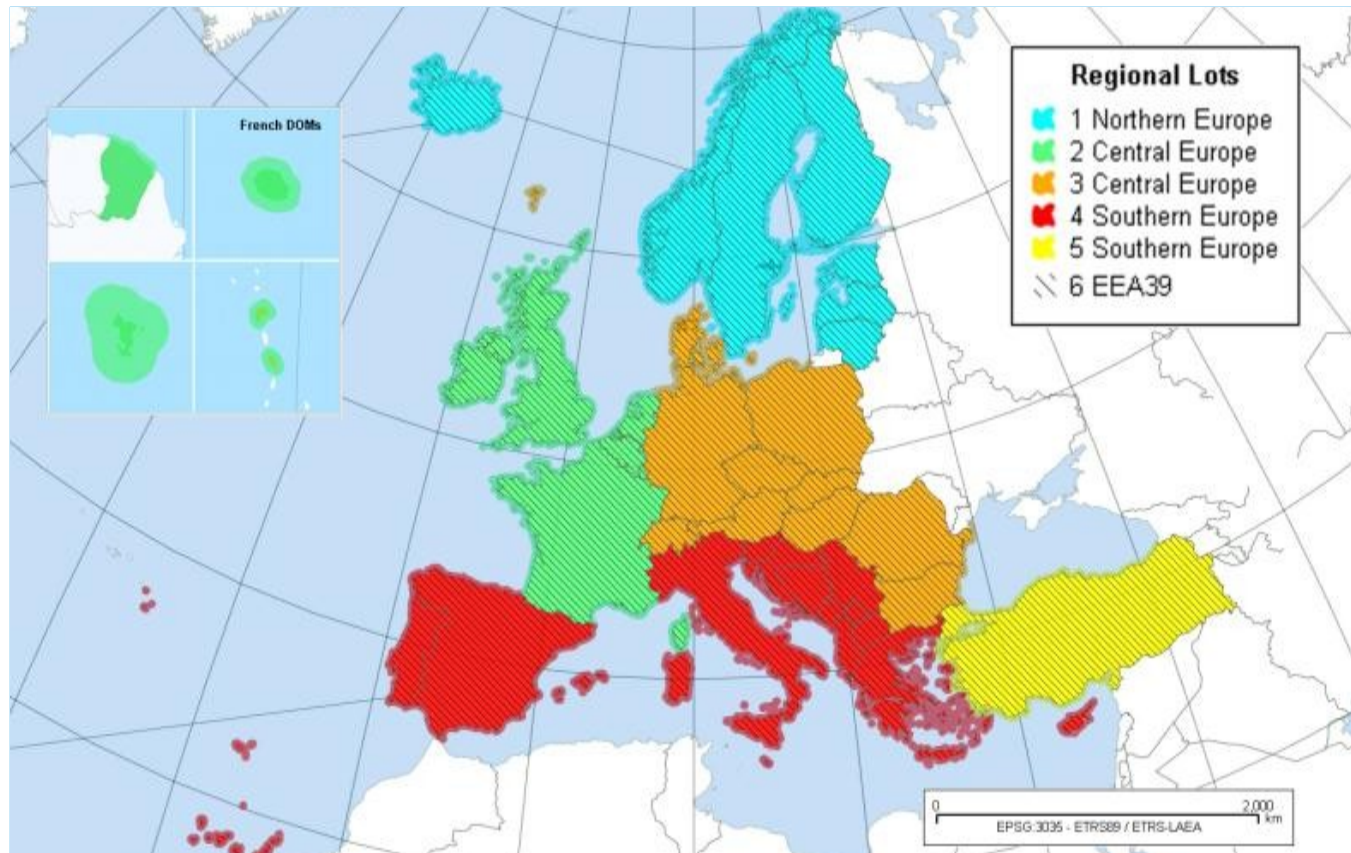 French DOMs
Regional Lots
1 Northern Europe
2 Central Europe
3 Central Europe
4 Southern Europe
5 Southern Europe
6 EEA39
0 2,000
km
EPSG:3035 - ETRS89 / ETRS-LAEA